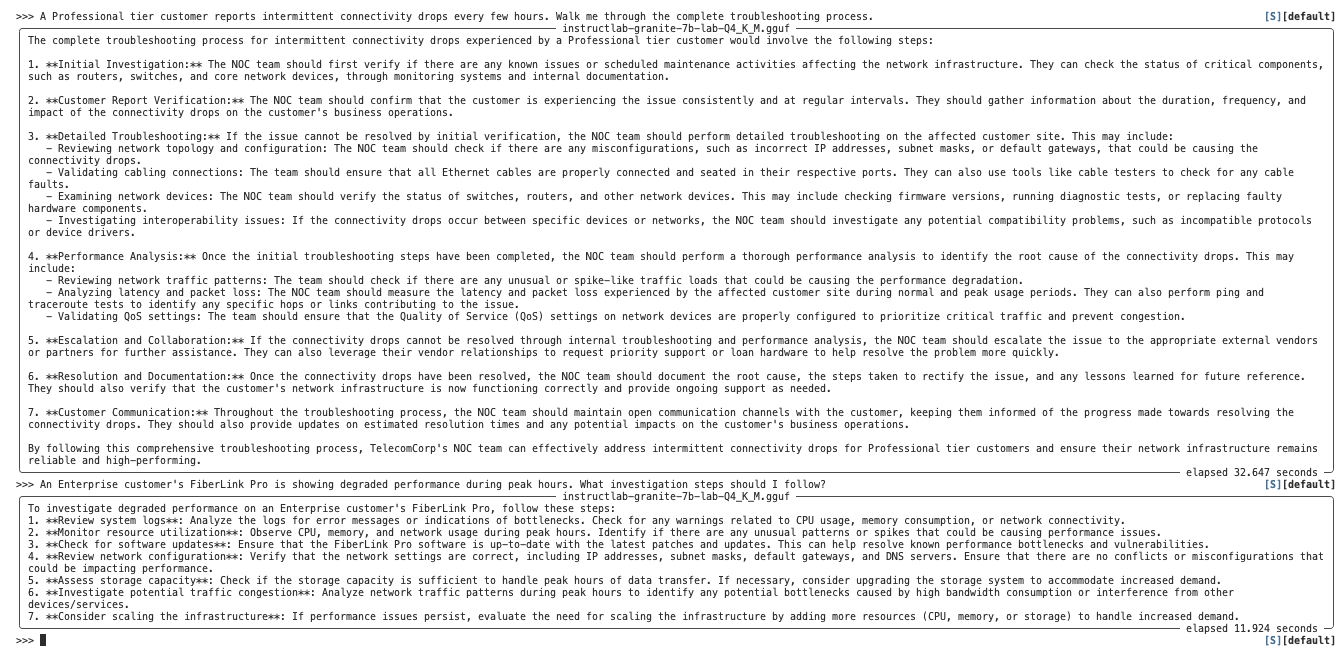 >>> A Professional tier customer reports intermittent connectivity drops every few hours. Walk me through the complete troubleshooting process. [S][default]
instructlab-granite-7b-lab-Q4_K_M.gguf
The complete troubleshooting process for intermittent connectivity drops experienced by a Professional tier customer would involve the following steps:
1. **Initial Investigation:** The NOC team should first verify if there are any known issues or scheduled maintenance activities affecting the network infrastructure. They can check the status of critical components,
such as routers, switches, and core network devices, through monitoring systems and internal documentation.
2. **Customer Report Verification:** The NOC team should confirm that the customer is experiencing the issue consistently and at regular intervals. They should gather information about the duration, frequency, and
impact of the connectivity drops on the customer's business operations.
3. **Detailed Troubleshooting:** If the issue cannot be resolved by initial verification, the NOC team should perform detailed troubleshooting on the affected customer site. This may include:
– Reviewing network topology and configuration: The NOC team should check if there are any misconfigurations, such as incorrect IP addresses, subnet masks, or default gateways, that could be causing the
connectivity drops.
– Validating cabling connections: The team should ensure that all Ethernet cables are properly connected and seated in their respective ports. They can also use tools like cable testers to check for any cable
faults.
– Examining network devices: The NOC team should verify the status of switches, routers, and other network devices. This may include checking firmware versions, running diagnostic tests, or replacing faulty
hardware components.
– Investigating interoperability issues: If the connectivity drops occur between specific devices or networks, the NOC team should investigate any potential compatibility problems, such as incompatible protocols
or device drivers.
4. **Performance Analysis:** Once the initial troubleshooting steps have been completed, the NOC team should perform a thorough performance analysis to identify the root cause of the connectivity drops. This may
include:
– Reviewing network traffic patterns: The team should check if there are any unusual or spike-like traffic loads that could be causing the performance degradation.
– Analyzing latency and packet loss: The NOC team should measure the latency and packet loss experienced by the affected customer site during normal and peak usage periods. They can also perform ping and
traceroute tests to identify any specific hops or links contributing to the issue.
– Validating QoS settings: The team should ensure that the Quality of Service (QoS) settings on network devices are properly configured to prioritize critical traffic and prevent congestion.
5. **Escalation and Collaboration:** If the connectivity drops cannot be resolved through internal troubleshooting and performance analysis, the NOC team should escalate the issue to the appropriate external vendors
or partners for further assistance. They can also leverage their vendor relationships to request priority support or loan hardware to help resolve the problem more quickly.
6. **Resolution and Documentation:** Once the connectivity drops have been resolved, the NOC team should document the root cause, the steps taken to rectify the issue, and any lessons learned for future reference.
They should also verify that the customer's network infrastructure is now functioning correctly and provide ongoing support as needed.
7. **Customer Communication:** Throughout the troubleshooting process, the NOC team should maintain open communication channels with the customer, keeping them informed of the progress made towards resolving the
connectivity drops. They should also provide updates on estimated resolution times and any potential impacts on the customer's business operations.
By following this comprehensive troubleshooting process, TelecomCorp's NOC team can effectively address intermittent connectivity drops for Professional tier customers and ensure their network infrastructure remains
reliable and high-performing.
elapsed 32.647 seconds
>>> An Enterprise customer's FiberLink Pro is showing degraded performance during peak hours. What investigation steps should I follow? [S][default]
instructlab-granite-7b-lab-Q4_K_M.gguf
To investigate degraded performance on an Enterprise customer's FiberLink Pro, follow these steps:
1. **Review system logs**: Analyze the logs for error messages or indications of bottlenecks. Check for any warnings related to CPU usage, memory consumption, or network connectivity.
2. **Monitor resource utilization**: Observe CPU, memory, and network usage during peak hours. Identify if there are any unusual patterns or spikes that could be causing performance issues.
3. **Check for software updates**: Ensure that the FiberLink Pro software is up-to-date with the latest patches and updates. This can help resolve known performance bottlenecks and vulnerabilities.
4. **Review network configuration**: Verify that the network settings are correct, including IP addresses, subnet masks, default gateways, and DNS servers. Ensure that there are no conflicts or misconfigurations that
could be impacting performance.
5. **Assess storage capacity**: Check if the storage capacity is sufficient to handle peak hours of data transfer. If necessary, consider upgrading the storage system to accommodate increased demand.
6. **Investigate potential traffic congestion**: Analyze network traffic patterns during peak hours to identify any potential bottlenecks caused by high bandwidth consumption or interference from other
devices/services.
7. **Consider scaling the infrastructure**: If performance issues persist, evaluate the need for scaling the infrastructure by adding more resources (CPU, memory, or storage) to handle increased demand.
elapsed 11.924 seconds
>>> [S][default]